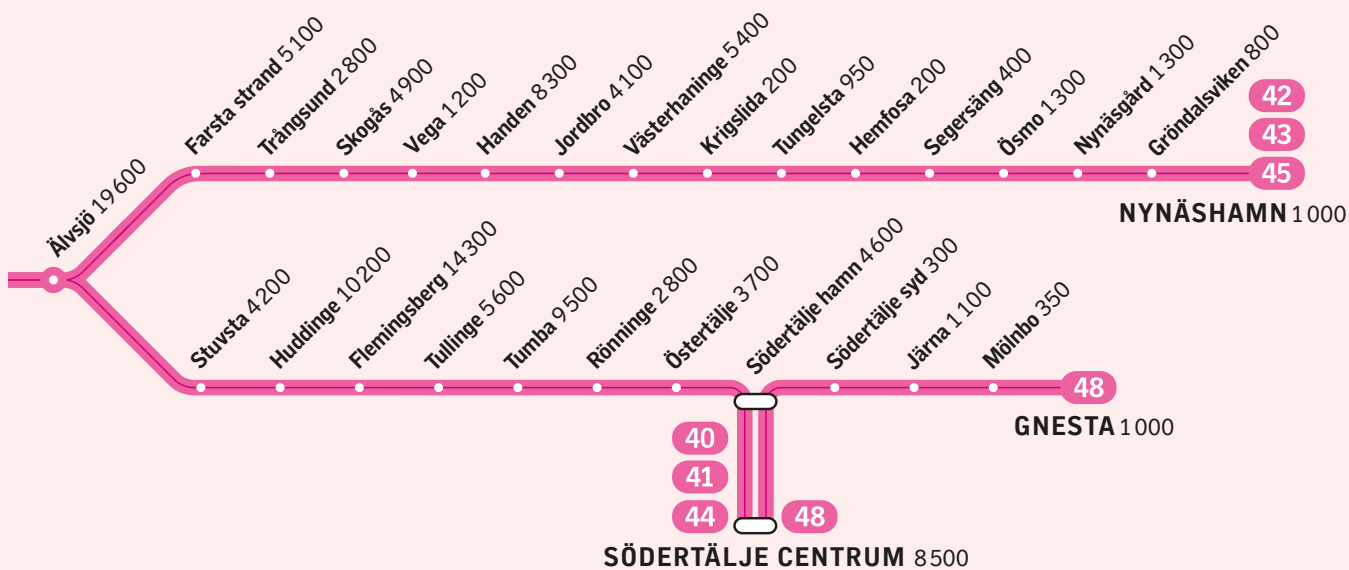 Älvsjö 19 600
Farsta strand 5 100
Trångsund 2 800
Skogås 4 900
Vega 1 200
Handen 8 300
Jordbro 4 100
Västerhaninge 5 400
Krigslida 200
Tungelsta 950
Hemfosa 200
Segersäng 400
Ösmo 1 300
Nynäsgård 1 300
Gröndalsviken 800
42
43
45
NYNÄSHAMN 1 000
Stuvsta 4 200
Huddinge 10 200
Flemingsberg 14 300
Tullinge 5 600
Tumba 9 500
Rönninge 2 800
Östertälje 3 700
Södertälje hamn 4 600
Södertälje syd 300
Järna 1 100
Mölnbo 350
48
GNESTA 1 000
40
41
44
48
SÖDERTÄLJE CENTRUM 8 500